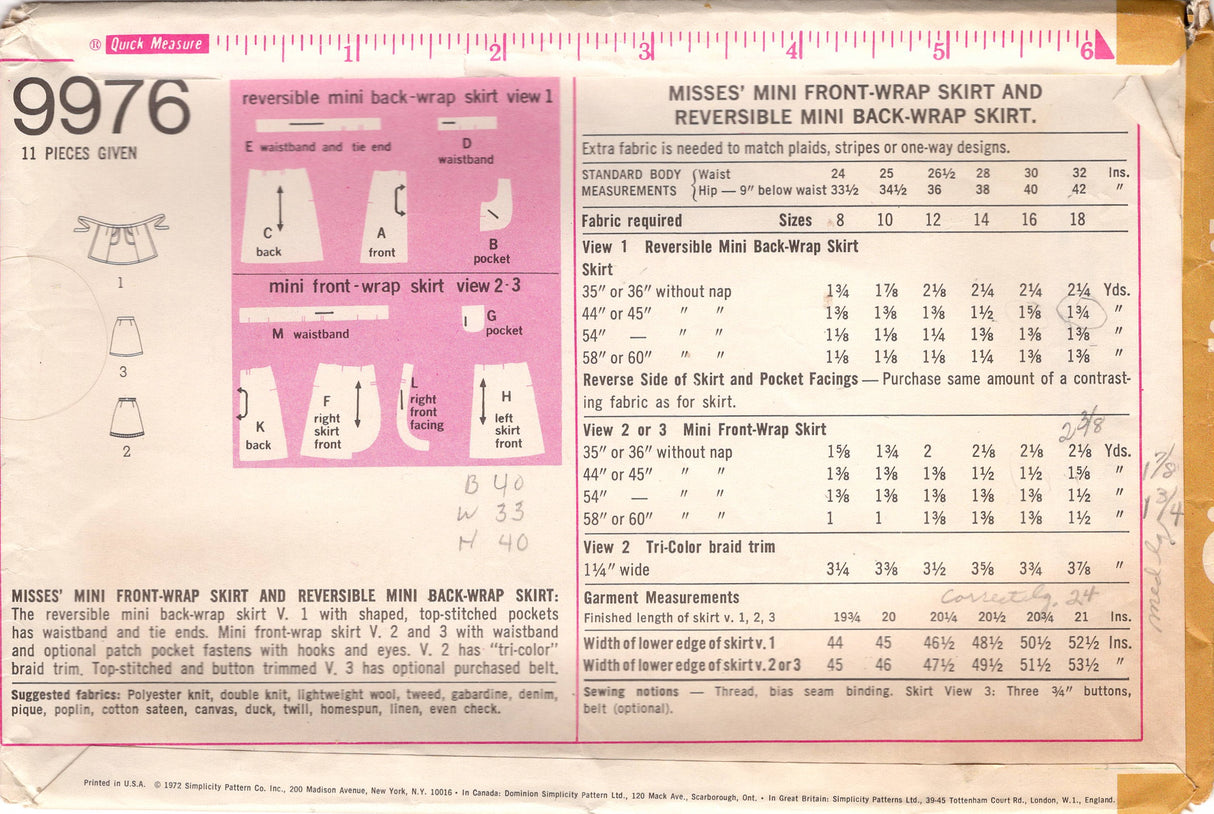 ® Quick Measure 1 2 3 4 5 6
9976
11 PIECES GIVEN
1
3
2
reversible mini back-wrap skirt view 1
E waistband and tie end
D
waistband
C
back
A
front
B
pocket
mini front-wrap skirt view 2-3
M waistband
G
pocket
K
back
F
right
skirt
front
L
right
front
facing
H
left
skirt
front
B 40
W 33
H 40
MISSES' MINI FRONT-WRAP SKIRT AND REVERSIBLE MINI BACK-WRAP SKIRT:
The reversible mini back-wrap skirt V. 1 with shaped, top-stitched pockets
has waistband and tie ends. Mini front-wrap skirt V. 2 and 3 with waistband
and optional patch pocket fastens with hooks and eyes. V. 2 has "tri-color"
braid trim. Top-stitched and button trimmed V. 3 has optional purchased belt.
Suggested fabrics: Polyester knit, double knit, lightweight wool, tweed, gabardine, denim,
pique, poplin, cotton sateen, canvas, duck, twill, homespun, linen, even check.
MISSES' MINI FRONT-WRAP SKIRT AND
REVERSIBLE MINI BACK-WRAP SKIRT.
Extra fabric is needed to match plaids, stripes or one-way designs.
STANDARD BODY { Waist 24 25 26½ 28 30 32 Ins.
MEASUREMENTS } Hip — 9" below waist 33½ 34½ 36 38 40 42 "
Fabric required Sizes 8 10 12 14 16 18
View 1 Reversible Mini Back-Wrap Skirt
Skirt
35" or 36" without nap 1¾ 1⅞ 2⅛ 2¼ 2¼ 2¼ Yds.
44" or 45" " " 1⅜ 1⅜ 1⅜ 1½ 1⅝ 1¾ "
54" — " " 1⅛ 1⅛ 1¼ 1⅜ 1⅜ 1⅜ "
58" or 60" " " 1⅛ 1⅛ 1⅛ 1¼ 1⅜ 1⅜ "
Reverse Side of Skirt and Pocket Facings — Purchase same amount of a contrast-
ing fabric as for skirt.
2⅜
View 2 or 3 Mini Front-Wrap Skirt
35" or 36" without nap 1⅝ 1¾ 2 2⅛ 2⅛ 2⅛ Yds.
44" or 45" " " 1⅜ 1⅜ 1⅜ 1½ 1½ 1⅝ "
1⅞
54" — " " 1⅜ 1⅜ 1⅜ 1⅜ 1⅜ 1½ "
1¾
58" or 60" " " 1 1 1⅜ 1⅜ 1⅜ 1½ "
View 2 Tri-Color braid trim
1¼" wide 3¼ 3⅜ 3½ 3⅝ 3¾ 3⅞ "
med lg
Garment Measurements
Correct lg. 24
Finished length of skirt v. 1, 2, 3 19¾ 20 20¼ 20½ 20¾ 21 Ins.
Width of lower edge of skirt v. 1 44 45 46½ 48½ 50½ 52½ Ins.
Width of lower edge of skirt v. 2 or 3 45 46 47½ 49½ 51½ 53½ "
Sewing notions — Thread, bias seam binding. Skirt View 3: Three ¾" buttons,
belt (optional).
Printed in U.S.A. © 1972 Simplicity Pattern Co. Inc., 200 Madison Avenue, New York, N.Y. 10016 • In Canada: Dominion Simplicity Pattern Ltd., 120 Mack Ave., Scarborough, Ont. • In Great Britain: Simplicity Patterns Ltd., 39-45 Tottenham Court Rd., London, W.1., England.